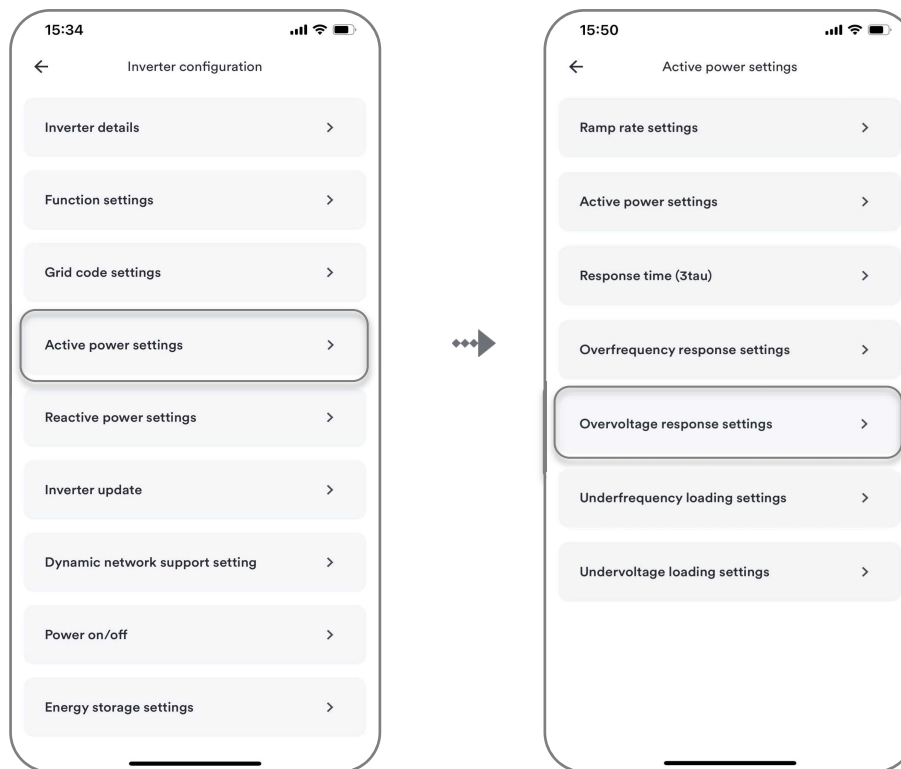 15:34
Inverter configuration
Inverter details
Function settings
Grid code settings
Active power settings
Reactive power settings
Inverter update
Dynamic network support setting
Power on/off
Energy storage settings
15:50
Active power settings
Ramp rate settings
Active power settings
Response time (3tau)
Overfrequency response settings
Overvoltage response settings
Underfrequency loading settings
Undervoltage loading settings